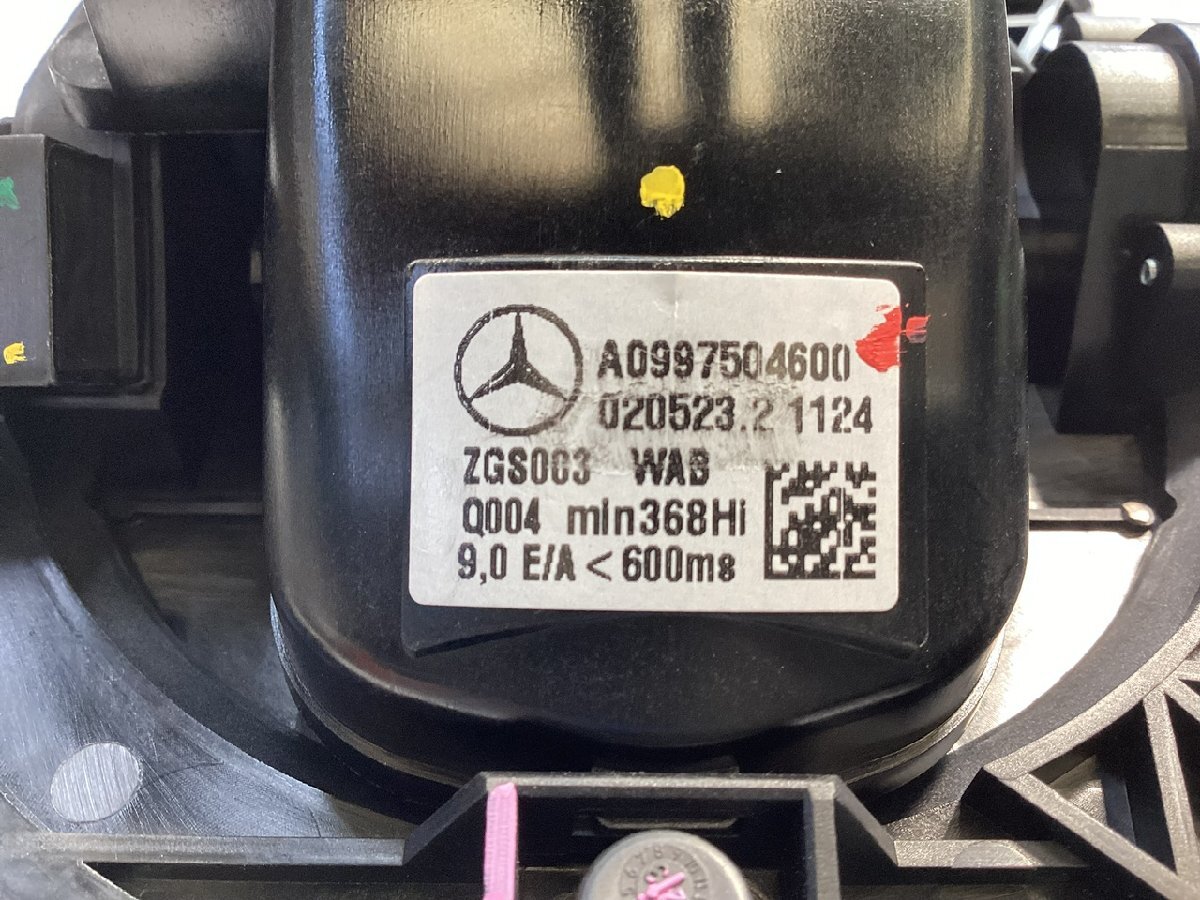 A0997504600
020523.2 1124
ZGS003 WAB
Q004 min368Hi
9,0 E/A < 600ms